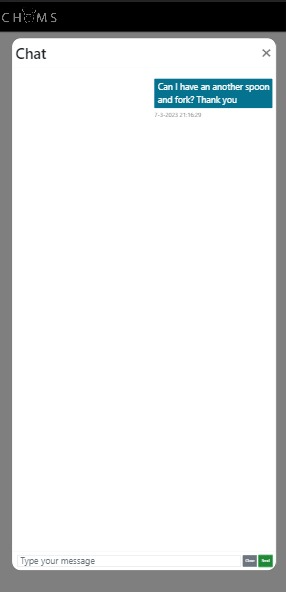 CHOMS
Chat
×
Can I have an another spoon
and fork? Thank you
7-3-2023 21:16:29
Type your message
Close
Send